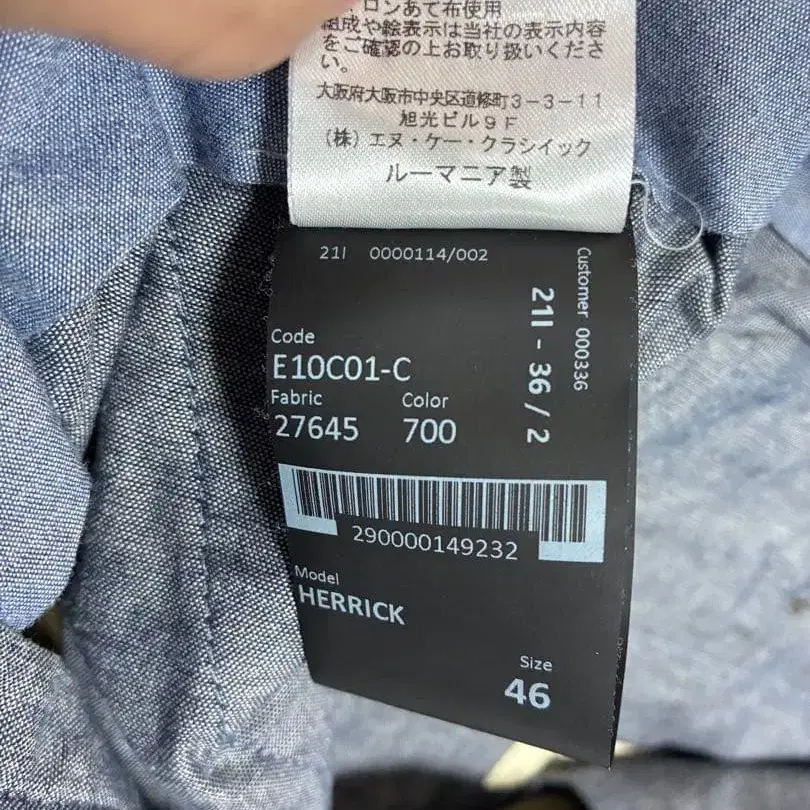 ロンあて布使用
組成や絵表示は当社の表示内容
をご確認の上お取り扱いくださ
い。
大阪府大阪市中央区道修町3-3-11
旭光ビル9F
(株)エヌ・ケー・クラシイック
ルーマニア製
21I 0000114/002
Customer 000336
21I - 36 / 2
Code
E10C01-C
Fabric Color
27645 700
290000149232
Model
HERRICK
Size
46